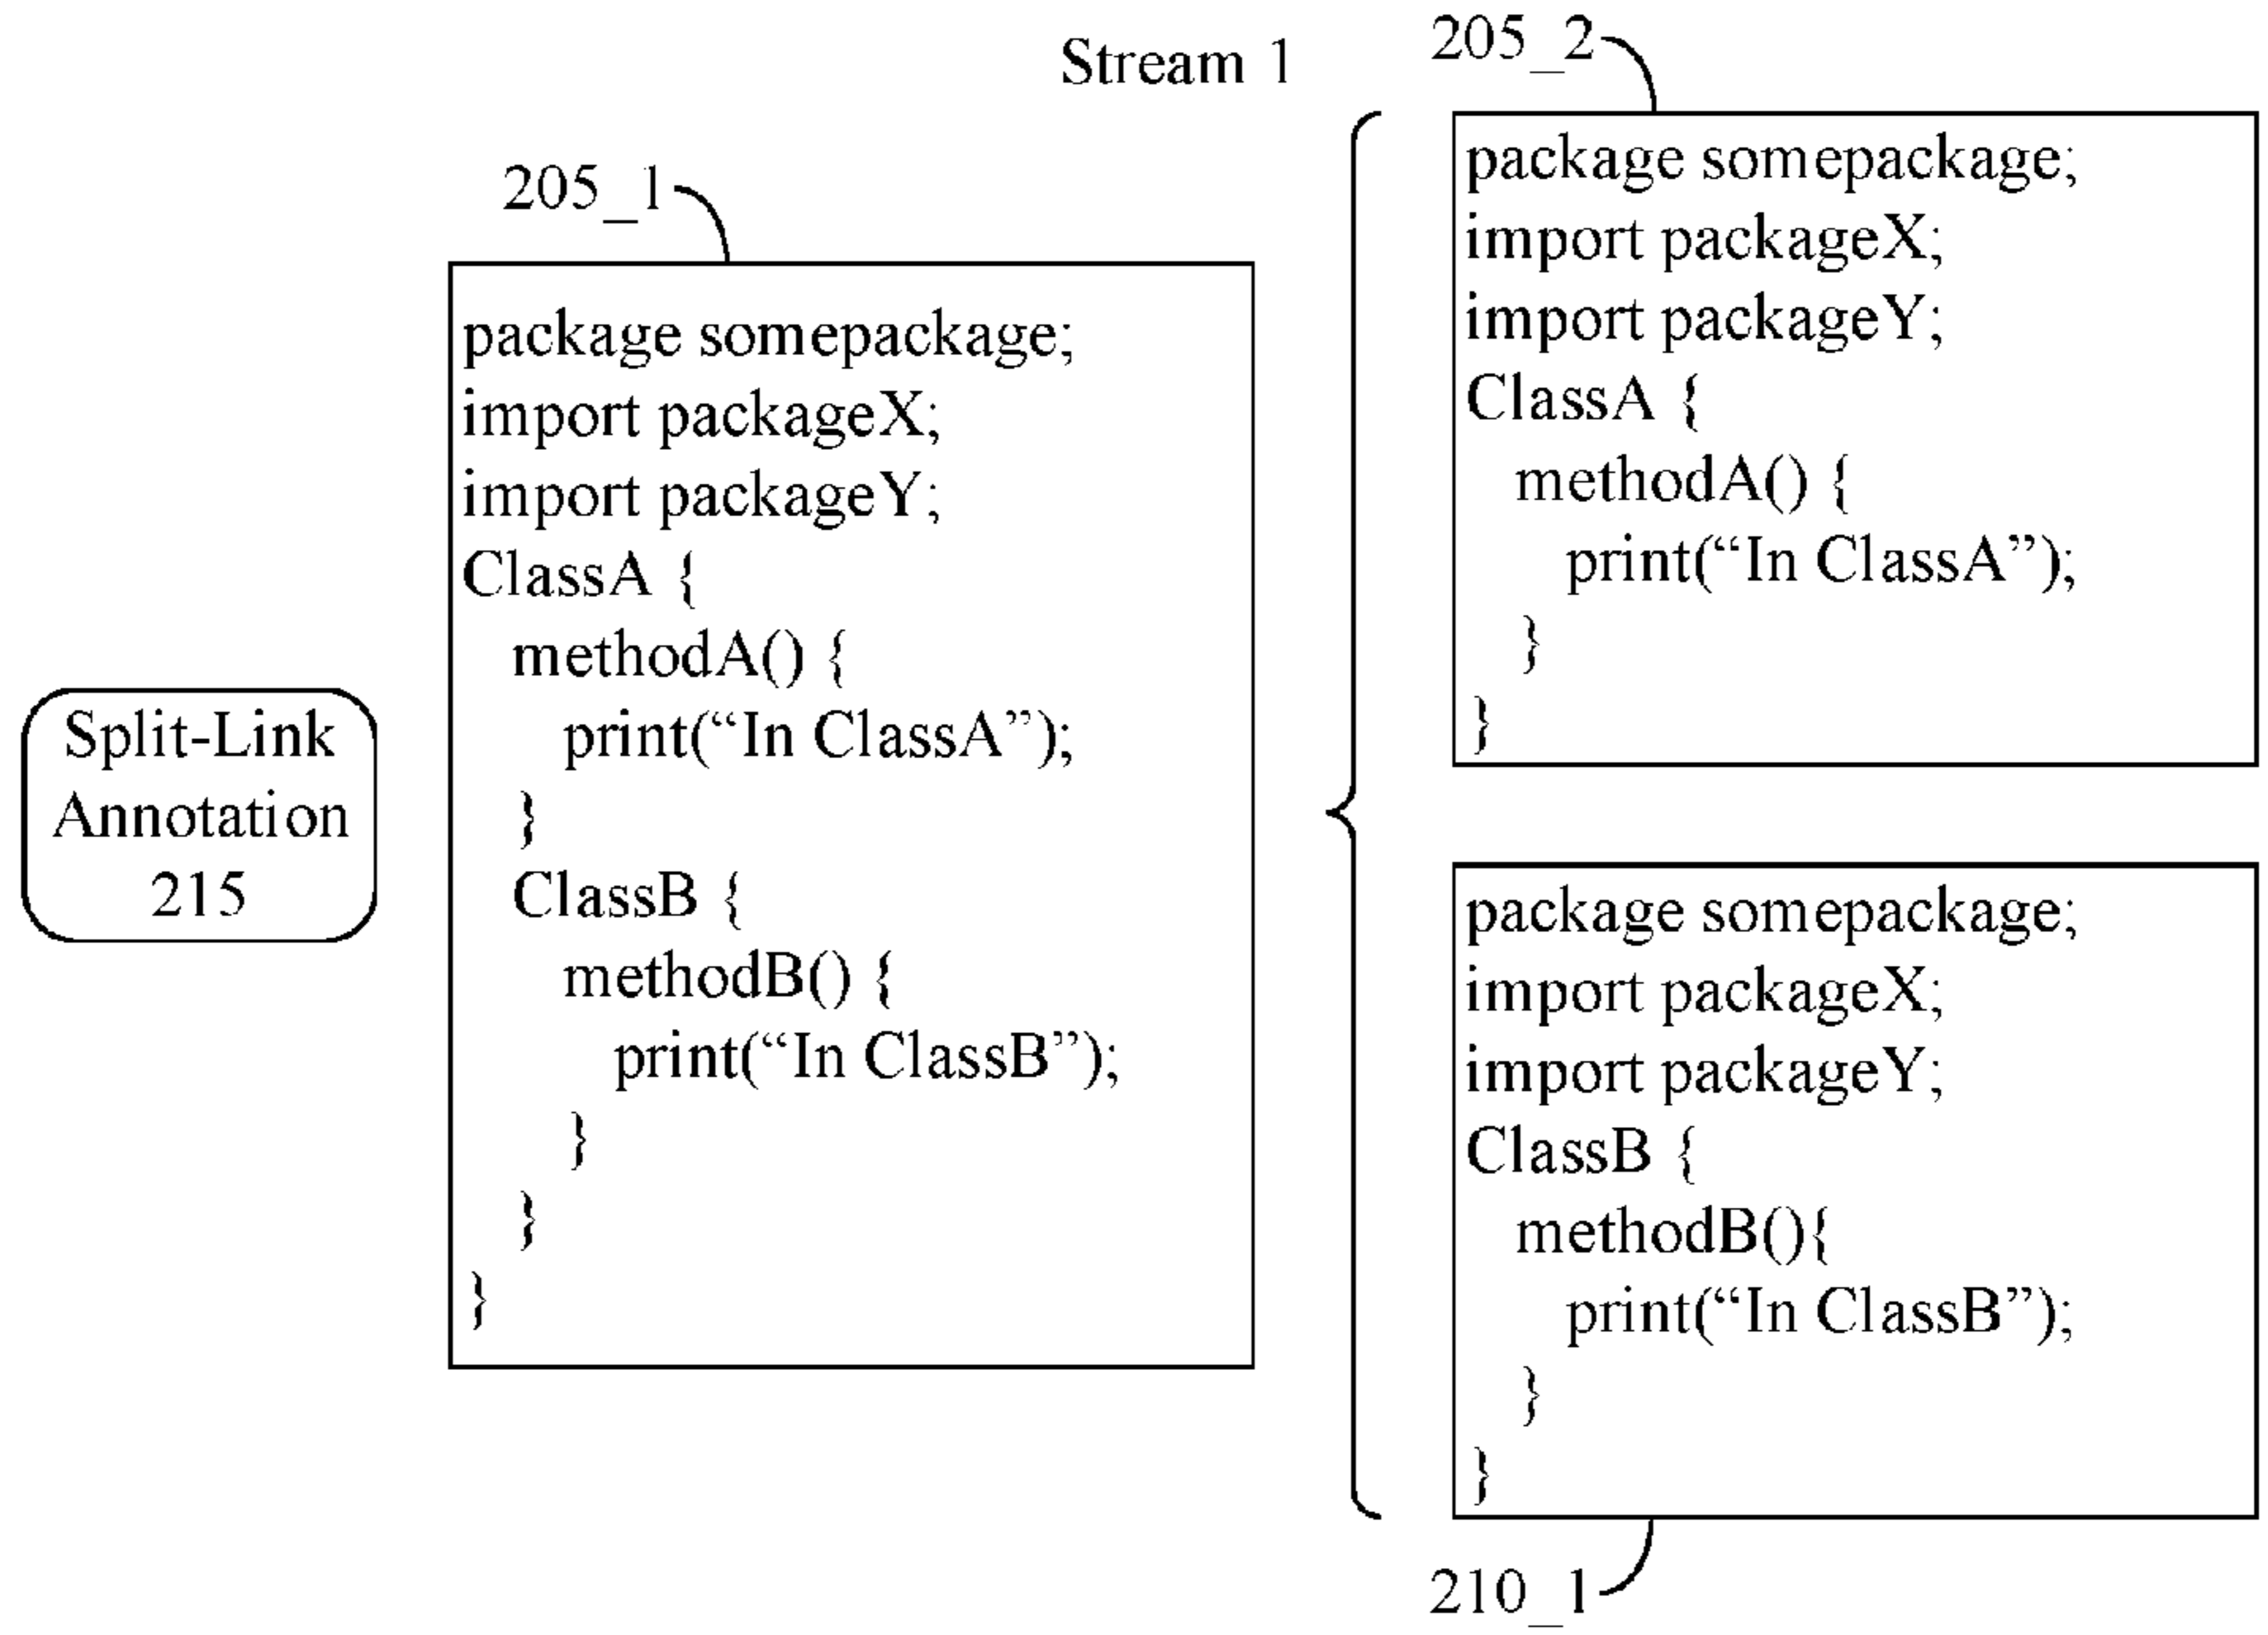 Stream 1
205_1
205_2
Split-Link
Annotation
215
package somepackage;
import packageX;
import packageY;
ClassA {
methodA() {
print(“In ClassA”);
}
ClassB {
methodB() {
print(“In ClassB”);
}
}
}
package somepackage;
import packageX;
import packageY;
ClassA {
methodA() {
print(“In ClassA”);
}
}
package somepackage;
import packageX;
import packageY;
ClassB {
methodB(){
print(“In ClassB”);
}
}
210_1